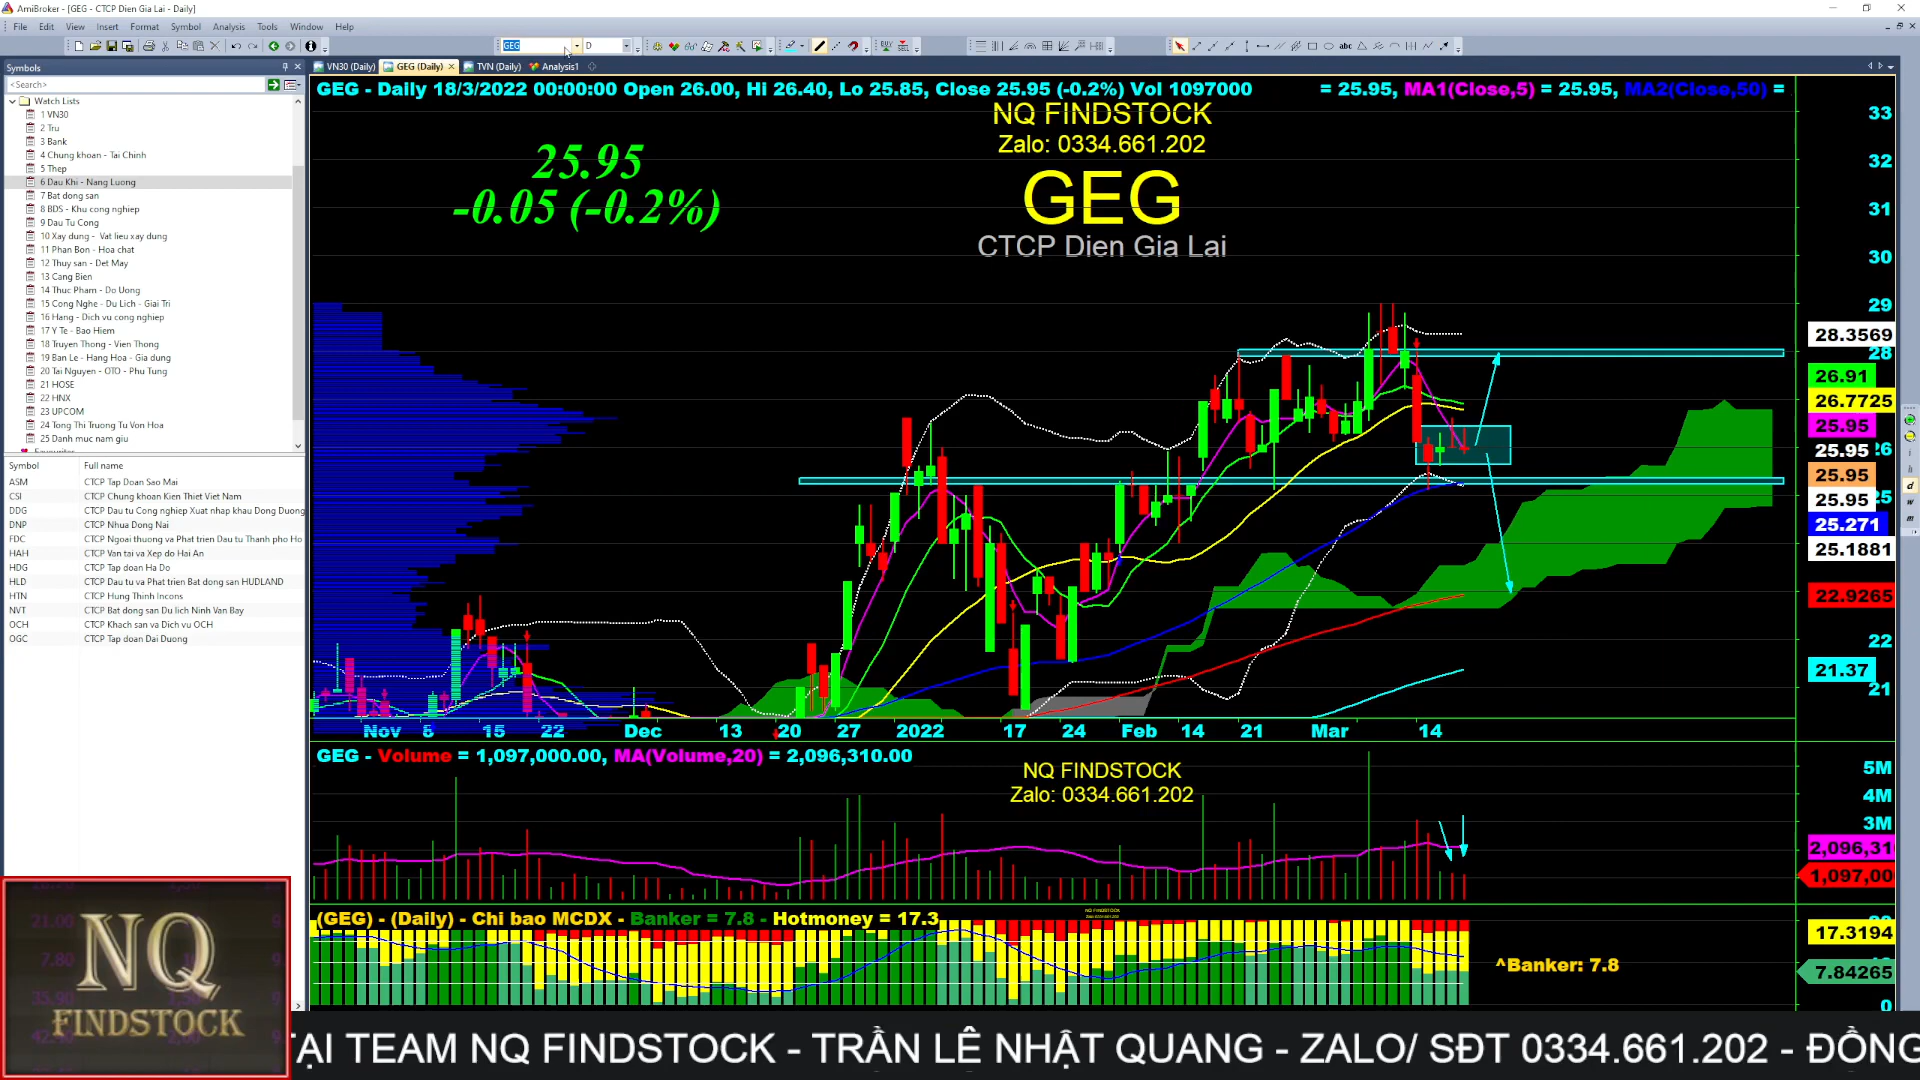 AmiBroker - [GEG - CTCP Dien Gia Lai - Daily]
File Edit View Insert Format Symbol Analysis Tools Window Help
GEG D
Symbols
VN30 (Daily) GEG (Daily) TVN (Daily) Analysis1
<Search>
Watch Lists
1 VN30
2 Tru
3 Bank
4 Chung khoan - Tai Chinh
5 Thep
6 Dau Khi - Nang Luong
7 Bat dong san
8 BDS - Khu cong nghiep
9 Dau Tu Cong
10 Xay dung - Vat lieu xay dung
11 Phan Bon - Hoa chat
12 Thuy san - Det May
13 Cang Bien
14 Thuc Pham - Do Uong
15 Cong Nghe - Du Lich - Giai Tri
16 Hang - Dich vu cong nghiep
17 Y Te - Bao Hiem
18 Truyen Thong - Vien Thong
19 Ban Le - Hang Hoa - Gia dung
20 Tai Nguyen - OTO - Phu Tung
21 HOSE
22 HNX
23 UPCOM
24 Tong Thi Truong Tu Von Hoa
25 Danh muc nam giu
Symbol Full name
ASM CTCP Tap Doan Sao Mai
CSI CTCP Chung khoan Kien Thiet Viet Nam
DDG CTCP Dau tu Cong nghiep Xuat nhap khau Dong Duong
DNP CTCP Nhua Dong Nai
FDC CTCP Ngoai thuong va Phat trien Dau tu Thanh pho Ho
HAH CTCP Van tai va Xep do Hai An
HDG CTCP Tap doan Ha Do
HLD CTCP Dau tu va Phat trien Bat dong san HUDLAND
HTN CTCP Hung Thinh Incons
NVT CTCP Bat dong san Du lich Ninh Van Bay
OCH CTCP Khach san va Dich vu OCH
OGC CTCP Tap doan Dai Duong
GEG - Daily 18/3/2022 00:00:00 Open 26.00, Hi 26.40, Lo 25.85, Close 25.95 (-0.2%) Vol 1097000 = 25.95, MA1(Close,5) = 25.95, MA2(Close,50) =
NQ FINDSTOCK
Zalo: 0334.661.202
GEG
CTCP Dien Gia Lai
25.95
-0.05 (-0.2%)
33
32
31
30
29
28.3569
28
26.91
26.7725
25.95
25.95 26
25.95
25.95 25
25.271
25.1881
22.9265
22
21.37
21
Nov 8 15 22 Dec 13 20 27 2022 17 24 Feb 14 21 Mar 14
GEG - Volume = 1,097,000.00, MA(Volume,20) = 2,096,310.00
NQ FINDSTOCK
Zalo: 0334.661.202
5M
4M
3M
2,096,31
1,097,00
(GEG) - (Daily) - Chi bao MCDX - Banker = 7.8 - Hotmoney = 17.3
^Banker: 7.8
17.3194
7.84265
0
NQ
FINDSTOCK
TẠI TEAM NQ FINDSTOCK - TRẦN LÊ NHẬT QUANG - ZALO/ SĐT 0334.661.202 - ĐỒNG